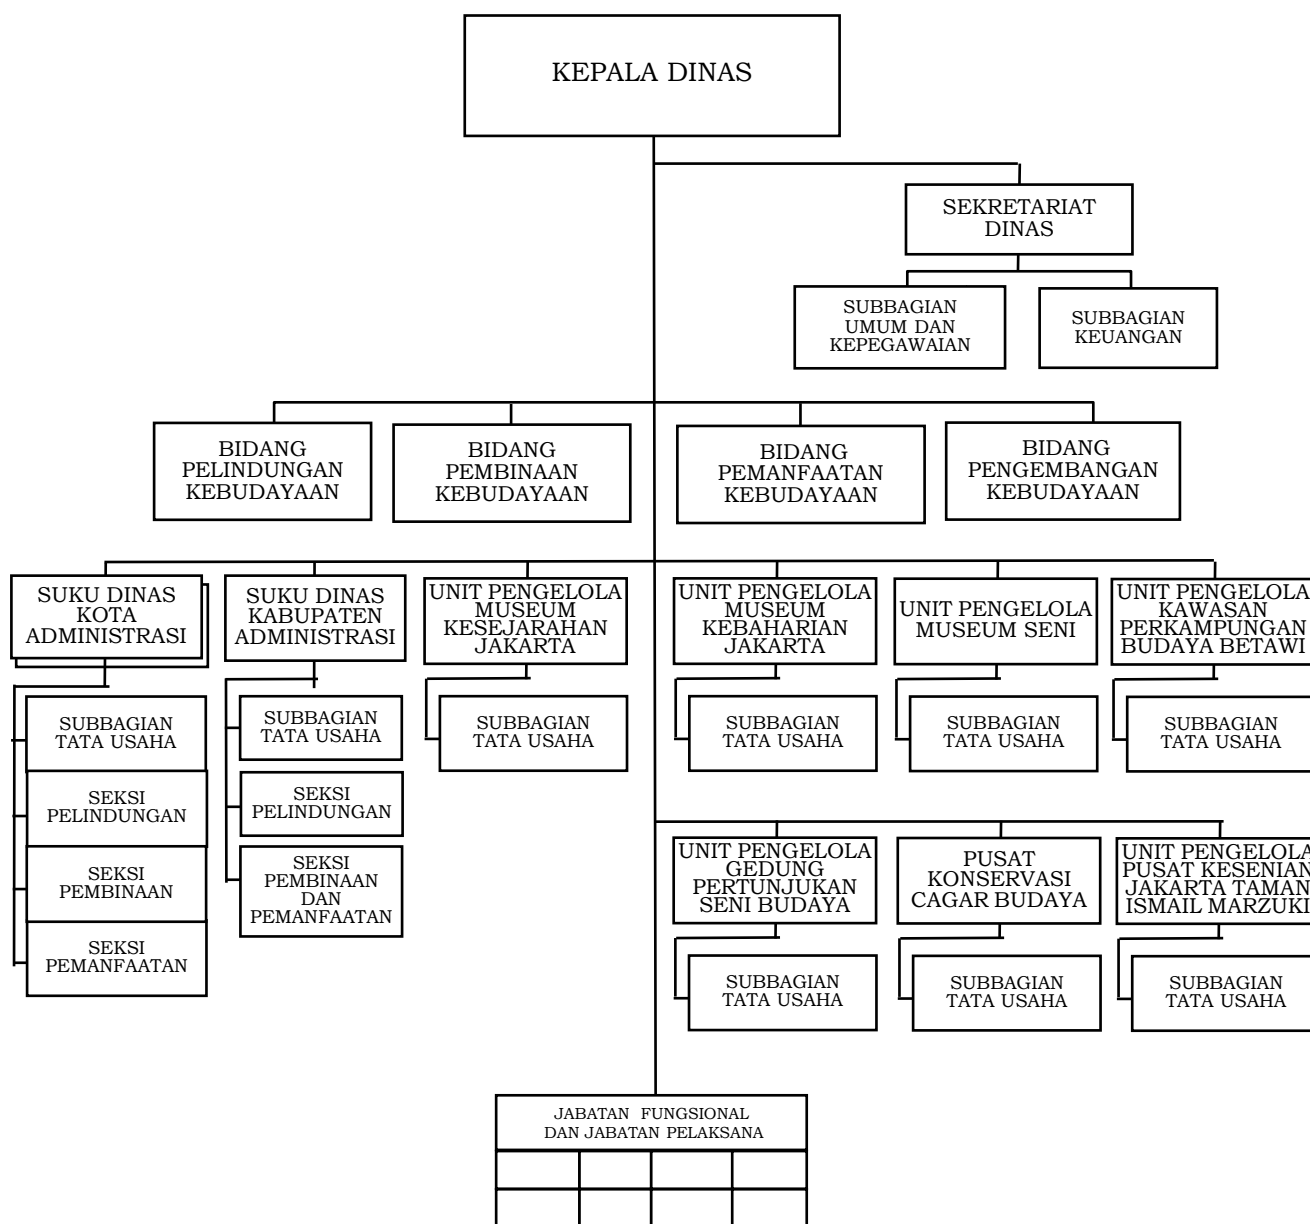 KEPALA DINAS
SEKRETARIAT
DINAS
SUBBAGIAN
UMUM DAN
KEPEGAWAIAN
SUBBAGIAN
KEUANGAN
BIDANG
PELINDUNGAN
KEBUDAYAAN
BIDANG
PEMBINAAN
KEBUDAYAAN
BIDANG
PEMANFAATAN
KEBUDAYAAN
BIDANG
PENGEMBANGAN
KEBUDAYAAN
SUKU DINAS
KOTA
ADMINISTRASI
SUKU DINAS
KABUPATEN
ADMINISTRASI
UNIT PENGELOLA
MUSEUM
KESEJARAHAN
JAKARTA
UNIT PENGELOLA
MUSEUM
KEBAHARIAN
JAKARTA
UNIT PENGELOLA
MUSEUM SENI
UNIT PENGELOLA
KAWASAN
PERKAMPUNGAN
BUDAYA BETAWI
SUBBAGIAN
TATA USAHA
SEKSI
PELINDUNGAN
SEKSI
PEMBINAAN
SEKSI
PEMANFAATAN
SUBBAGIAN
TATA USAHA
SEKSI
PELINDUNGAN
SEKSI
PEMBINAAN
DAN
PEMANFAATAN
SUBBAGIAN
TATA USAHA
SUBBAGIAN
TATA USAHA
SUBBAGIAN
TATA USAHA
SUBBAGIAN
TATA USAHA
UNIT PENGELOLA
GEDUNG
PERTUNJUKAN
SENI BUDAYA
PUSAT
KONSERVASI
CAGAR BUDAYA
UNIT PENGELOLA
PUSAT KESENIAN
JAKARTA TAMAN
ISMAIL MARZUKI
SUBBAGIAN
TATA USAHA
SUBBAGIAN
TATA USAHA
SUBBAGIAN
TATA USAHA
JABATAN FUNGSIONAL
DAN JABATAN PELAKSANA